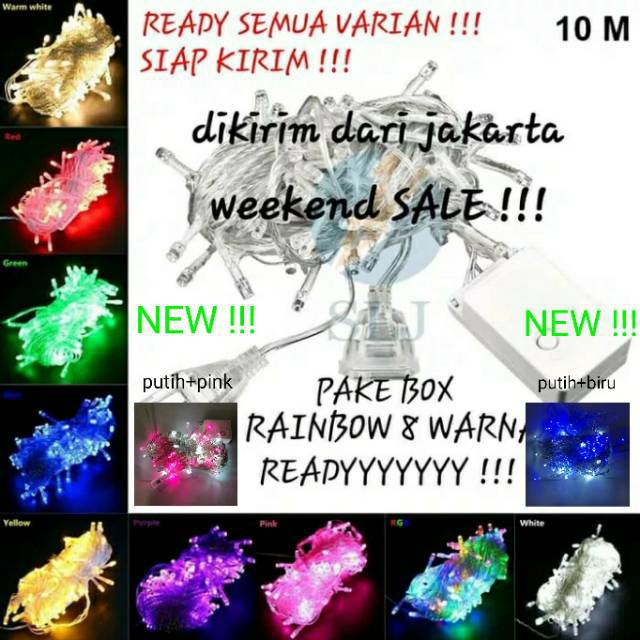 Warm white
READY SEMUA VARIAN !!!
SIAP KIRIM !!!
10 M
Red
dikirim dari jakarta
weekend SALE !!!
Green
NEW !!!
NEW !!!
SLJ
putih+pink
putih+biru
Blue
PAKE BOX
RAINBOW 8 WARNA
READYYYYYYY !!!
Yellow
Purple
Pink
RGB
White